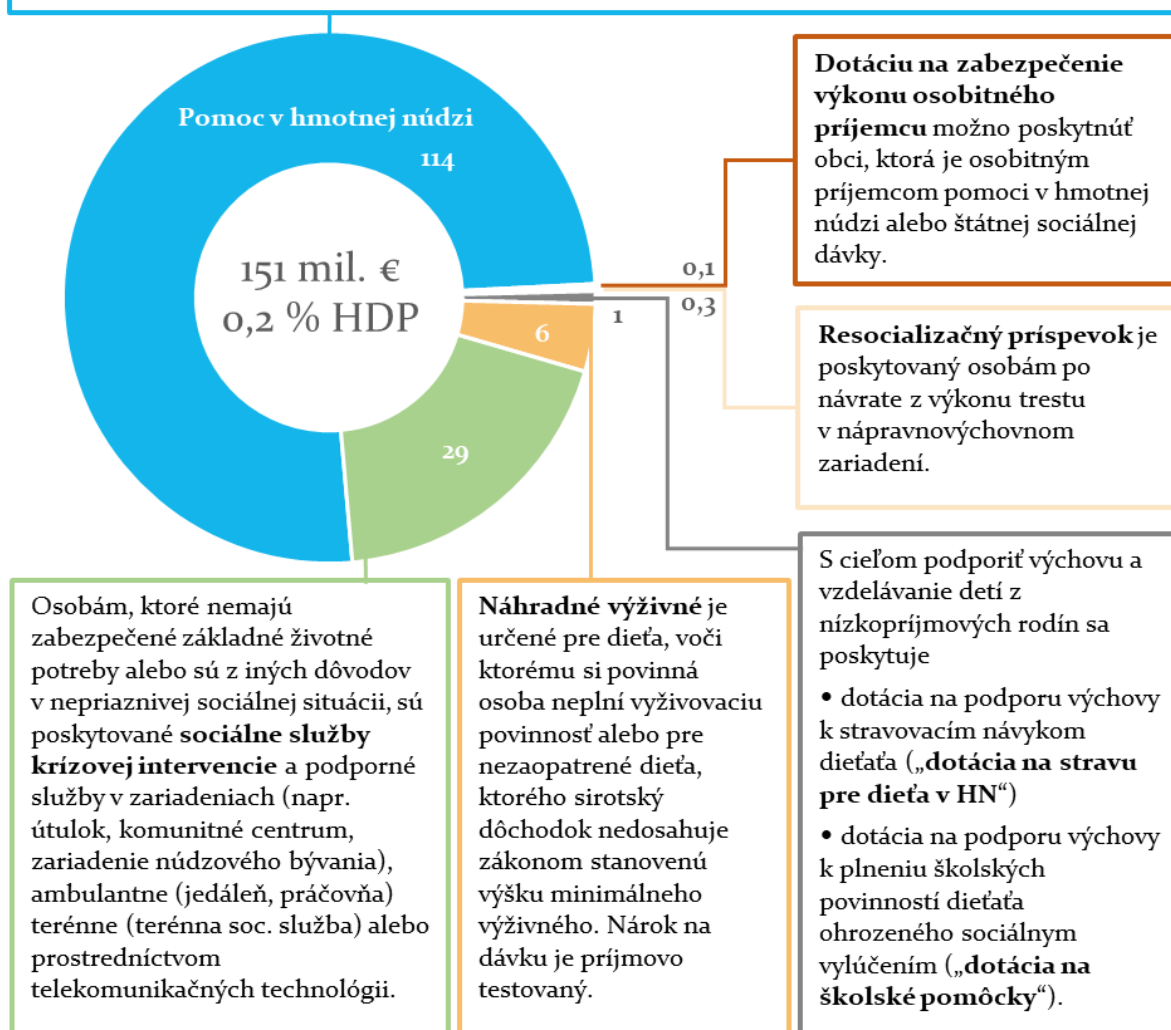 Pomoc v hmotnej núdzi
114
151 mil. €
0,2 % HDP
0,1
0,3
1
6
29
Dotáciu na zabezpečenie
výkonu osobitného
príjemcu možno poskytnúť
obci, ktorá je osobitným
príjemcom pomoci v hmotnej
núdzi alebo štátnej sociálnej
dávky.
Resocializačný príspevok je
poskytovaný osobám po
návrate z výkonu trestu
v nápravnovýchovnom
zariadení.
Osobám, ktoré nemajú
zabezpečené základné životné
potreby alebo sú z iných dôvodov
v nepriaznivej sociálnej situácii, sú
poskytované sociálne služby
krízovej intervencie a podporné
služby v zariadeniach (napr.
útulok, komunitné centrum,
zariadenie núdzového bývania),
ambulantne (jedáleň, práčovňa)
terénne (terénna soc. služba) alebo
prostredníctvom
telekomunikačných technológii.
Náhradné výživné je
určené pre dieťa, voči
ktorému si povinná
osoba neplní vyživovaciu
povinnosť alebo pre
nezaopatrené dieťa,
ktorého sirotský
dôchodok nedosahuje
zákonom stanovenú
výšku minimálneho
výživného. Nárok na
dávku je príjmovo
testovaný.
S cieľom podporiť výchovu a
vzdelávanie detí z
nízkopríjmových rodín sa
poskytuje
• dotácia na podporu výchovy
k stravovacím návykom
dieťaťa („dotácia na stravu
pre dieťa v HN“)
• dotácia na podporu výchovy
k plneniu školských
povinností dieťaťa
ohrozeného sociálnym
vylúčením („dotácia na
školské pomôcky“).